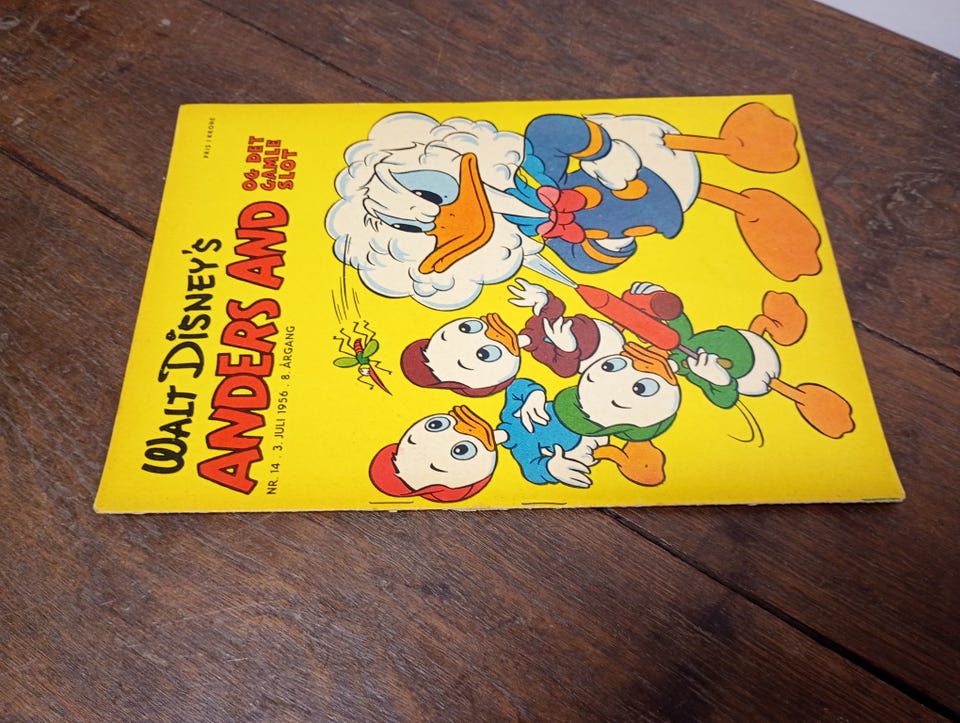 PRIS 1 KRONE
WALT DISNEY'S
ANDERS AND
OG DET
GAMLE
SLOT
NR. 14 . 3. JULI 1956 . 8. ÅRGANG